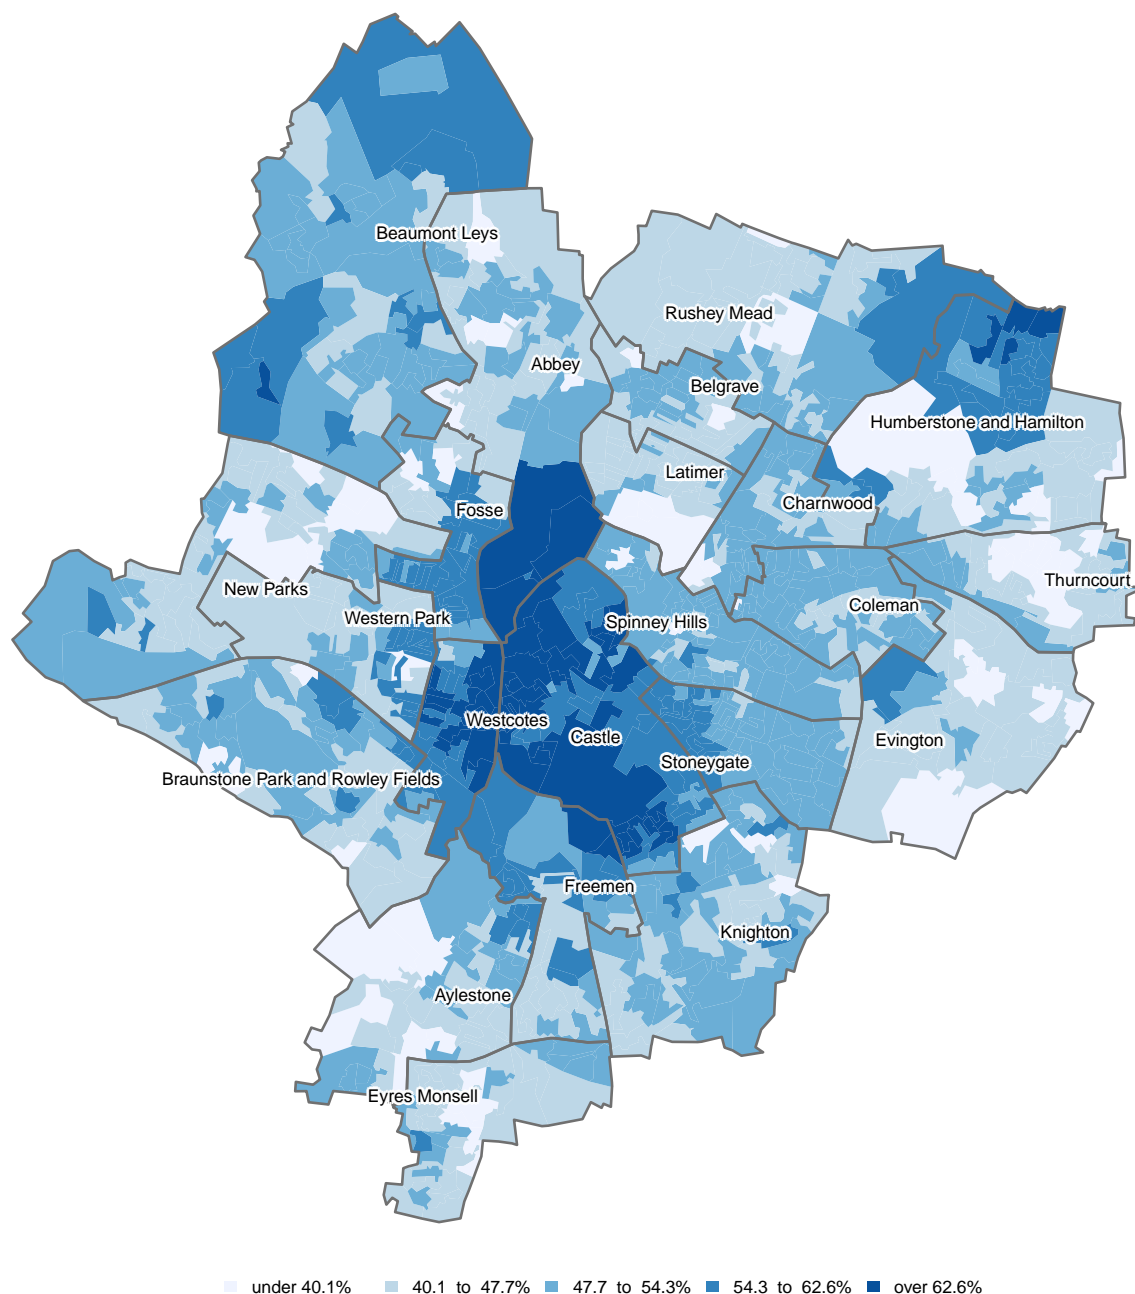 Beaumont Leys
Rushey Mead
Abbey
Belgrave
Humberstone and Hamilton
Latimer
Charnwood
Fosse
Thurncourt
New Parks
Coleman
Western Park
Spinney Hills
Westcotes
Castle
Evington
Stoneygate
Braunstone Park and Rowley Fields
Freemen
Knighton
Aylestone
Eyres Monsell
under 40.1% 40.1 to 47.7% 47.7 to 54.3% 54.3 to 62.6% over 62.6%